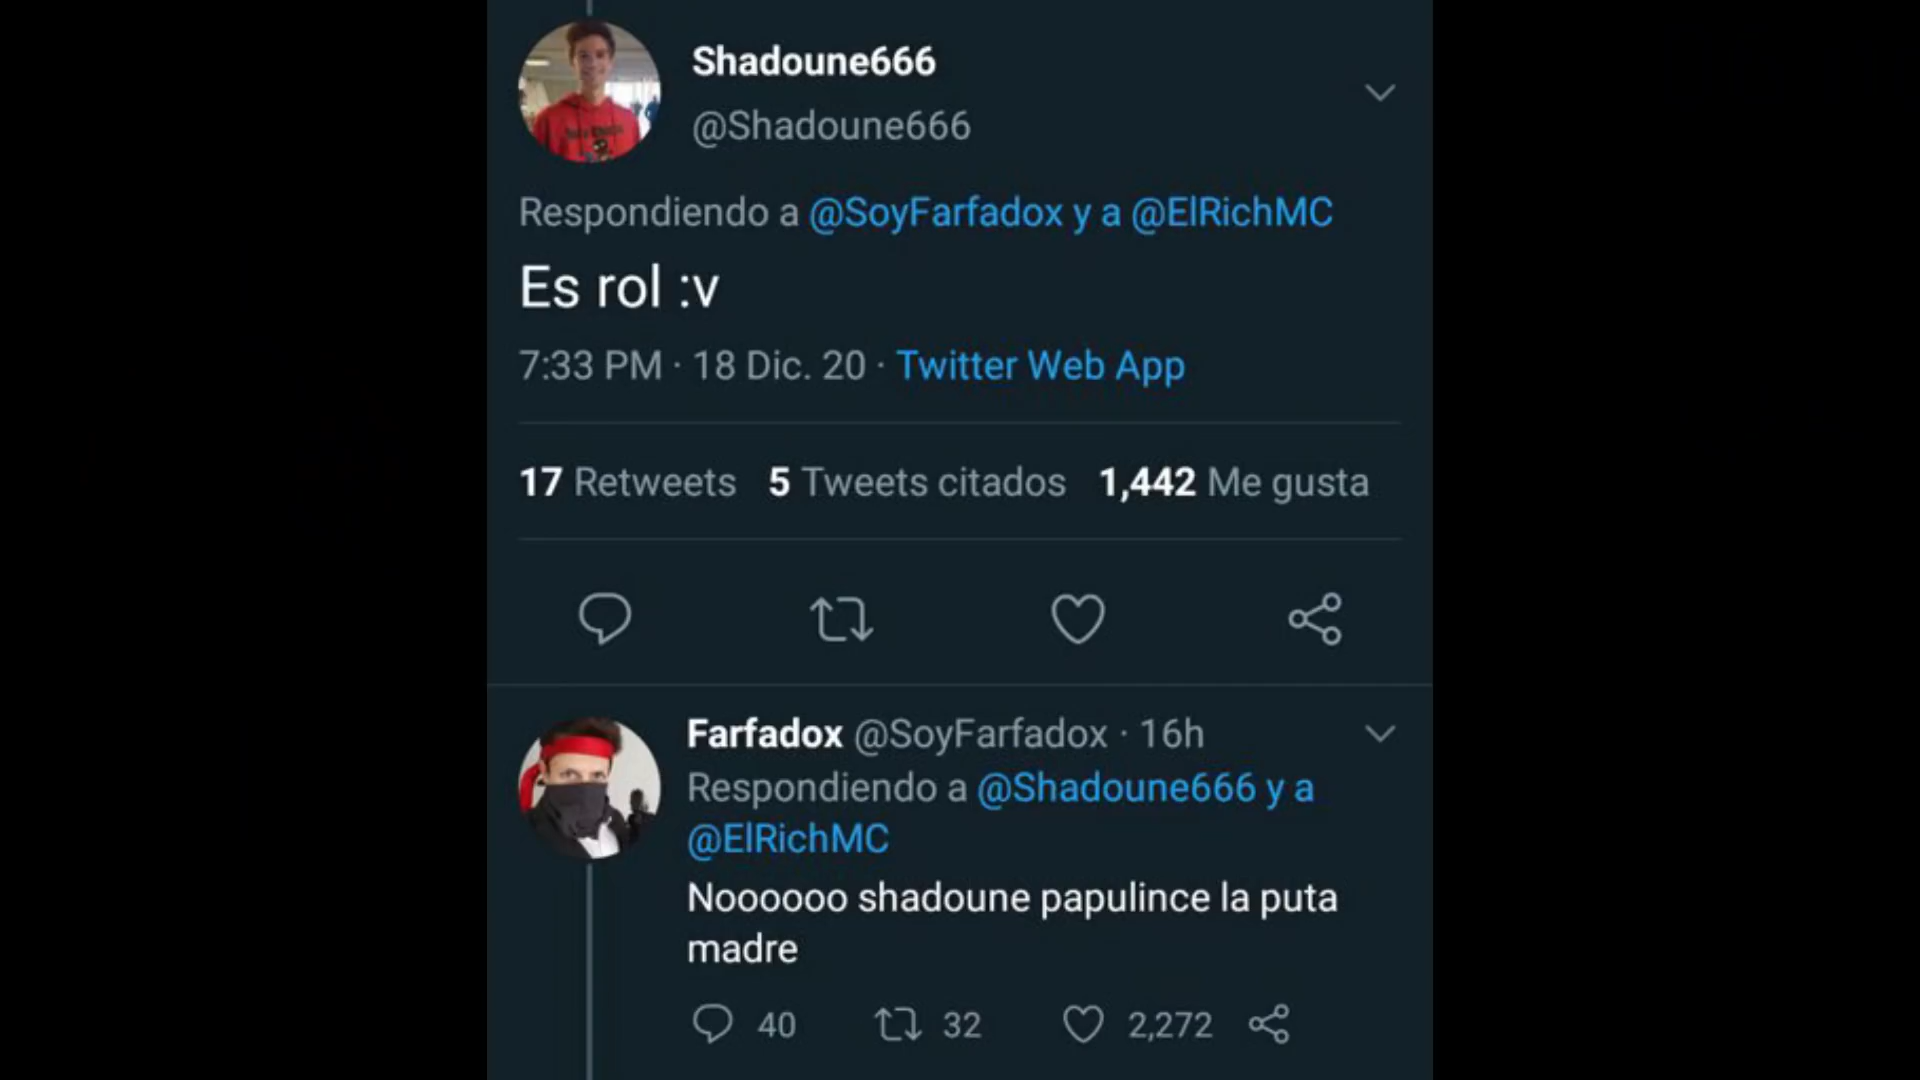 Shadoune666
@Shadoune666
Respondiendo a @SoyFarfadox y a @ElRichMC
Es rol :v
7:33 PM · 18 Dic. 20 · Twitter Web App
17 Retweets 5 Tweets citados 1,442 Me gusta
Farfadox @SoyFarfadox · 16h
Respondiendo a @Shadoune666 y a
@ElRichMC
Noooooo shadoune papulince la puta
madre
40 32 2,272